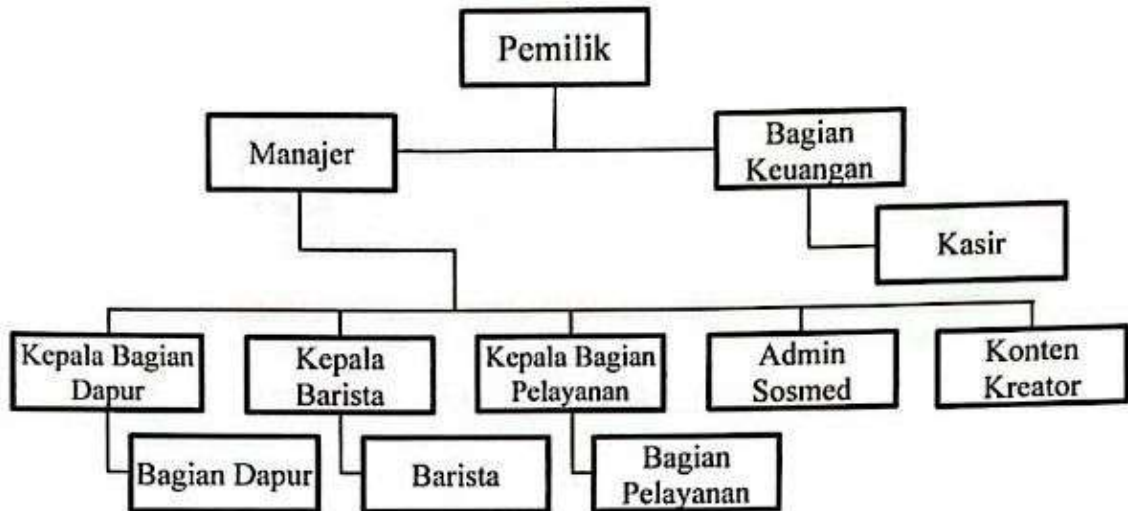 Pemilik
Manajer
Bagian
Keuangan
Kasir
Kepala Bagian
Dapur
Kepala
Barista
Kepala Bagian
Pelayanan
Admin
Sosmed
Konten
Kreator
Bagian Dapur
Barista
Bagian
Pelayanan